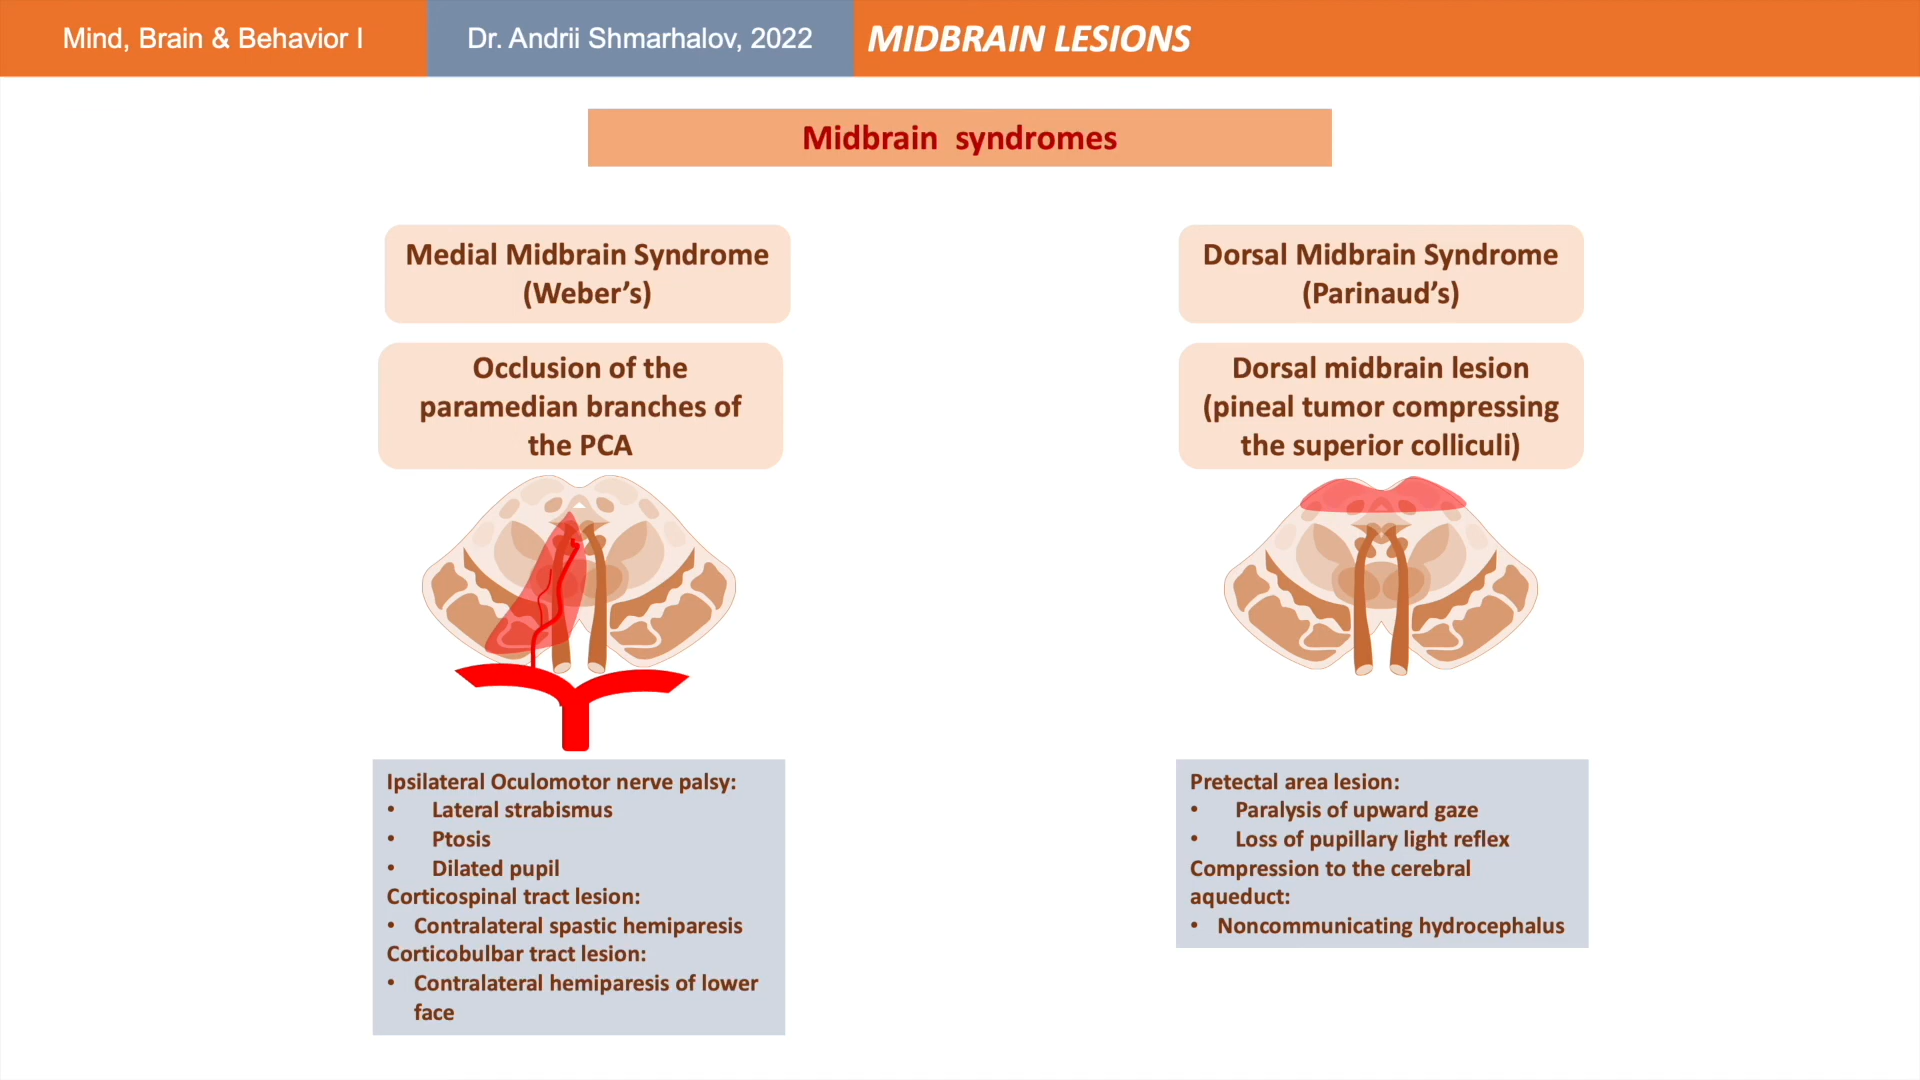 Mind, Brain & Behavior I
Dr. Andrii Shmarhalov, 2022
MIDBRAIN LESIONS
Midbrain syndromes
Medial Midbrain Syndrome
(Weber’s)
Occlusion of the
paramedian branches of
the PCA
Ipsilateral Oculomotor nerve palsy:
• Lateral strabismus
• Ptosis
• Dilated pupil
Corticospinal tract lesion:
• Contralateral spastic hemiparesis
Corticobulbar tract lesion:
• Contralateral hemiparesis of lower
face
Dorsal Midbrain Syndrome
(Parinaud’s)
Dorsal midbrain lesion
(pineal tumor compressing
the superior colliculi)
Pretectal area lesion:
• Paralysis of upward gaze
• Loss of pupillary light reflex
Compression to the cerebral
aqueduct:
• Noncommunicating hydrocephalus